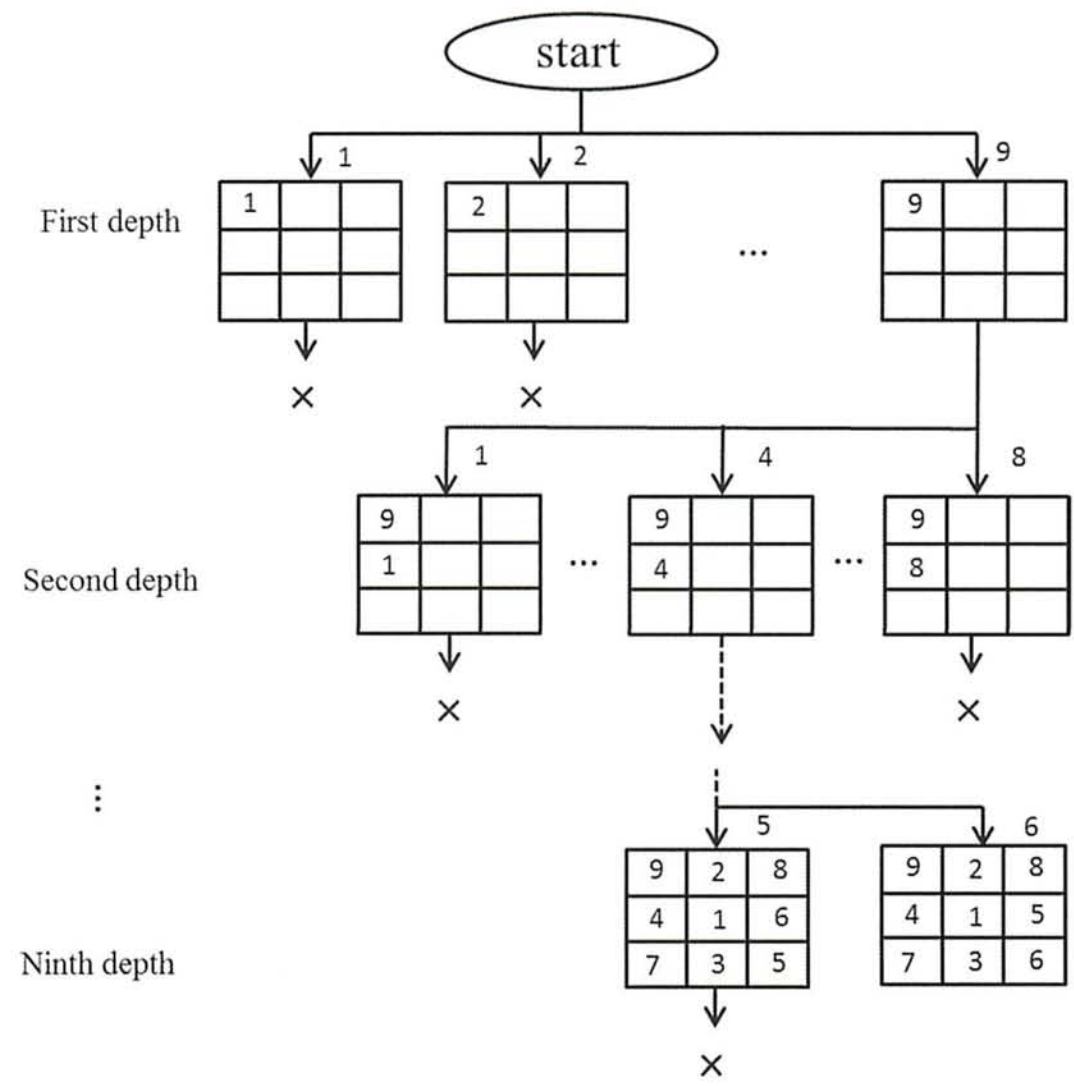 start
1 2 9
First depth
1 2 ... 9
× ×
1 4 8
9 9 9
Second depth
1 ... 4 ... 8
× ×
⋮
5 6
9 2 8 9 2 8
4 1 6 4 1 5
Ninth depth
7 3 5 7 3 6
×